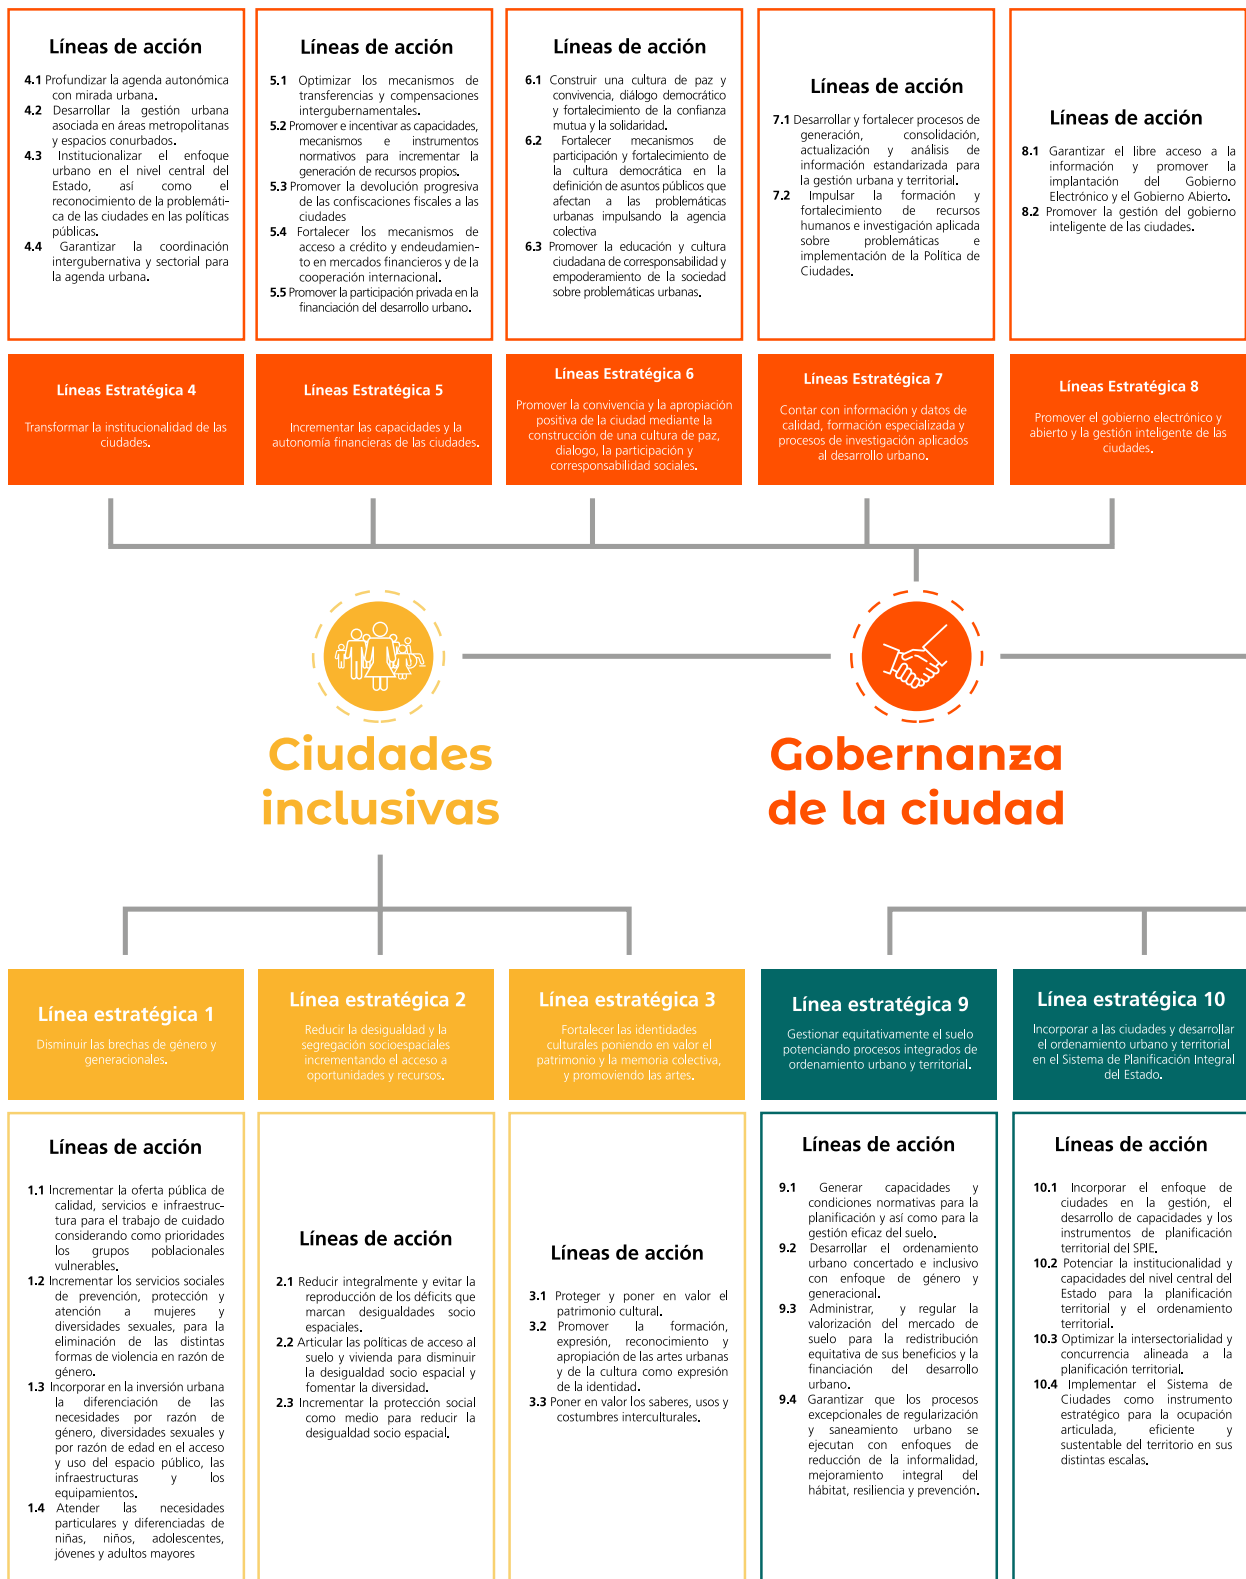 Líneas de acción
4.1 Profundizar la agenda autonómica
con mirada urbana.
4.2 Desarrollar la gestión urbana
asociada en áreas metropolitanas
y espacios conurbados.
4.3 Institucionalizar el enfoque
urbano en el nivel central del
Estado, así como el
reconocimiento de la problemáti-
ca de las ciudades en las políticas
públicas.
4.4 Garantizar la coordinación
intergubernativa y sectorial para
la agenda urbana.
Líneas de acción
5.1 Optimizar los mecanismos de
transferencias y compensaciones
intergubernamentales.
5.2 Promover e incentivar as capacidades,
mecanismos e instrumentos
normativos para incrementar la
generación de recursos propios.
5.3 Promover la devolución progresiva
de las confiscaciones fiscales a las
ciudades
5.4 Fortalecer los mecanismos de
acceso a crédito y endeudamien-
to en mercados financieros y de la
cooperación internacional.
5.5 Promover la participación privada en la
financiación del desarrollo urbano.
Líneas de acción
6.1 Construir una cultura de paz y
convivencia, diálogo democrático
y fortalecimiento de la confianza
mutua y la solidaridad.
6.2 Fortalecer mecanismos de
participación y fortalecimiento de
la cultura democrática en la
definición de asuntos públicos que
afectan a las problemáticas
urbanas impulsando la agencia
colectiva
6.3 Promover la educación y cultura
ciudadana de corresponsabilidad y
empoderamiento de la sociedad
sobre problemáticas urbanas.
Líneas de acción
7.1 Desarrollar y fortalecer procesos de
generación, consolidación,
actualización y análisis de
información estandarizada para
la gestión urbana y territorial.
7.2 Impulsar la formación y
fortalecimiento de recursos
humanos e investigación aplicada
sobre problemáticas e
implementación de la Política de
Ciudades.
Líneas de acción
8.1 Garantizar el libre acceso a la
información y promover la
implantación del Gobierno
Electrónico y el Gobierno Abierto.
8.2 Promover la gestión del gobierno
inteligente de las ciudades.
Líneas Estratégica 4
Transformar la institucionalidad de las
ciudades.
Líneas Estratégica 5
Incrementar las capacidades y la
autonomía financieras de las ciudades.
Líneas Estratégica 6
Promover la convivencia y la apropiación
positiva de la ciudad mediante la
construcción de una cultura de paz,
dialogo, la participación y
corresponsabilidad sociales.
Líneas Estratégica 7
Contar con información y datos de
calidad, formación especializada y
procesos de investigación aplicados
al desarrollo urbano.
Líneas Estratégica 8
Promover el gobierno electrónico y
abierto y la gestión inteligente de las
ciudades.
Ciudades
inclusivas
Gobernanza
de la ciudad
Línea estratégica 1
Disminuir las brechas de género y
generacionales.
Línea estratégica 2
Reducir la desigualdad y la
segregación socioespaciales
incrementando el acceso a
oportunidades y recursos.
Línea estratégica 3
Fortalecer las identidades
culturales poniendo en valor el
patrimonio y la memoria colectiva,
y promoviendo las artes.
Línea estratégica 9
Gestionar equitativamente el suelo
potenciando procesos integrados de
ordenamiento urbano y territorial.
Línea estratégica 10
Incorporar a las ciudades y desarrollar
el ordenamiento urbano y territorial
en el Sistema de Planificación Integral
del Estado.
Líneas de acción
1.1 Incrementar la oferta pública de
calidad, servicios e infraestruc-
tura para el trabajo de cuidado
considerando como prioridades
los grupos poblacionales
vulnerables.
1.2 Incrementar los servicios sociales
de prevención, protección y
atención a mujeres y
diversidades sexuales, para la
eliminación de las distintas
formas de violencia en razón de
género.
1.3 Incorporar en la inversión urbana
la diferenciación de las
necesidades por razón de
género, diversidades sexuales y
por razón de edad en el acceso
y uso del espacio público, las
infraestructuras y los
equipamientos.
1.4 Atender las necesidades
particulares y diferenciadas de
niñas, niños, adolescentes,
jóvenes y adultos mayores
Líneas de acción
2.1 Reducir integralmente y evitar la
reproducción de los déficits que
marcan desigualdades socio
espaciales.
2.2 Articular las políticas de acceso al
suelo y vivienda para disminuir
la desigualdad socio espacial y
fomentar la diversidad.
2.3 Incrementar la protección social
como medio para reducir la
desigualdad socio espacial.
Líneas de acción
3.1 Proteger y poner en valor el
patrimonio cultural.
3.2 Promover la formación,
expresión, reconocimiento y
apropiación de las artes urbanas
y de la cultura como expresión
de la identidad.
3.3 Poner en valor los saberes, usos y
costumbres interculturales.
Líneas de acción
9.1 Generar capacidades y
condiciones normativas para la
planificación y así como para la
gestión eficaz del suelo.
9.2 Desarrollar el ordenamiento
urbano concertado e inclusivo
con enfoque de género y
generacional.
9.3 Administrar, y regular la
valorización del mercado de
suelo para la redistribución
equitativa de sus beneficios y la
financiación del desarrollo
urbano.
9.4 Garantizar que los procesos
excepcionales de regularización
y saneamiento urbano se
ejecutan con enfoques de
reducción de la informalidad,
mejoramiento integral del
hábitat, resiliencia y prevención.
Líneas de acción
10.1 Incorporar el enfoque de
ciudades en la gestión, el
desarrollo de capacidades y los
instrumentos de planificación
territorial del SPIE.
10.2 Potenciar la institucionalidad y
capacidades del nivel central del
Estado para la planificación
territorial y el ordenamiento
territorial.
10.3 Optimizar la intersectorialidad y
concurrencia alineada a la
planificación territorial.
10.4 Implementar el Sistema de
Ciudades como instrumento
estratégico para la ocupación
articulada, eficiente y
sustentable del territorio en sus
distintas escalas.